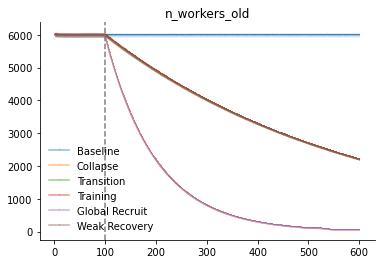 n_workers_old
6000
5000
4000
3000
2000
1000
0
Baseline
Collapse
Transition
Training
Global Recruit
Weak Recovery
0 100 200 300 400 500 600